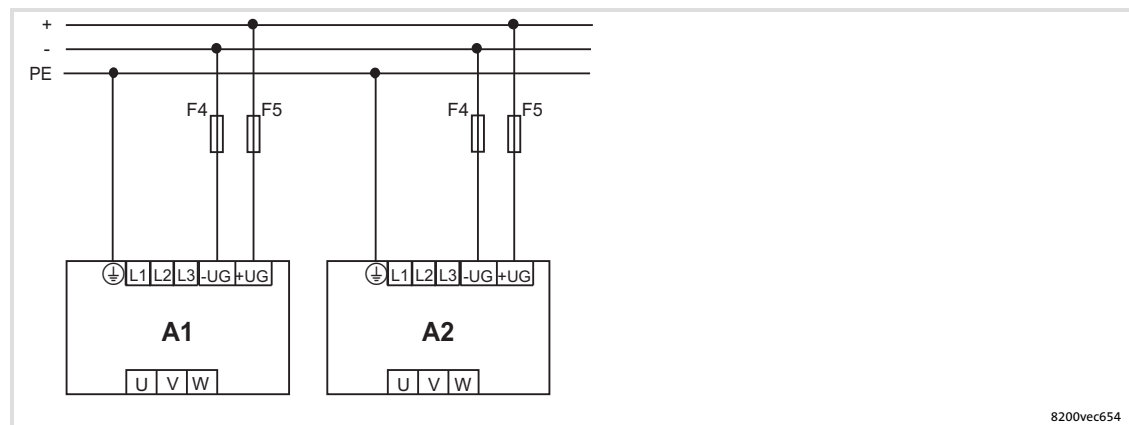 +
-
PE
F4 F5 F4 F5
L1 L2 L3 -UG +UG L1 L2 L3 -UG +UG
A1 A2
U V W U V W
8200vec654